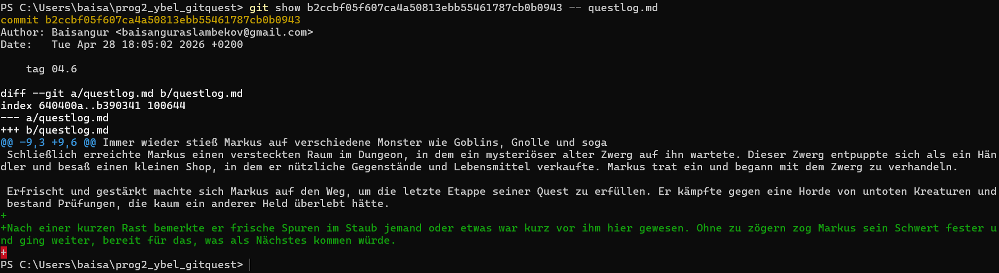 PS C:\Users\baisa\prog2_ybel_gitquest> git show b2ccbf05f607ca4a50813ebb55461787cb0b0943 -- questlog.md
commit b2ccbf05f607ca4a50813ebb55461787cb0b0943
Author: Baisangur <baisanguraslambekov@gmail.com>
Date:   Tue Apr 28 18:05:02 2026 +0200

    tag 04.6

diff --git a/questlog.md b/questlog.md
index 640400a..b390341 100644
--- a/questlog.md
+++ b/questlog.md
@@ -9,3 +9,6 @@ Immer wieder stieß Markus auf verschiedene Monster wie Goblins, Gnolle und soga
 Schließlich erreichte Markus einen versteckten Raum im Dungeon, in dem ein mysteriöser alter Zwerg auf ihn wartete. Dieser Zwerg entpuppte sich als ein Hän
dler und besaß einen kleinen Shop, in dem er nützliche Gegenstände und Lebensmittel verkaufte. Markus trat ein und begann mit dem Zwerg zu verhandeln.

 Erfrischt und gestärkt machte sich Markus auf den Weg, um die letzte Etappe seiner Quest zu erfüllen. Er kämpfte gegen eine Horde von untoten Kreaturen und
 bestand Prüfungen, die kaum ein anderer Held überlebt hätte.
+
+Nach einer kurzen Rast bemerkte er frische Spuren im Staub jemand oder etwas war kurz vor ihm hier gewesen. Ohne zu zögern zog Markus sein Schwert fester u
nd ging weiter, bereit für das, was als Nächstes kommen würde.
+
PS C:\Users\baisa\prog2_ybel_gitquest>